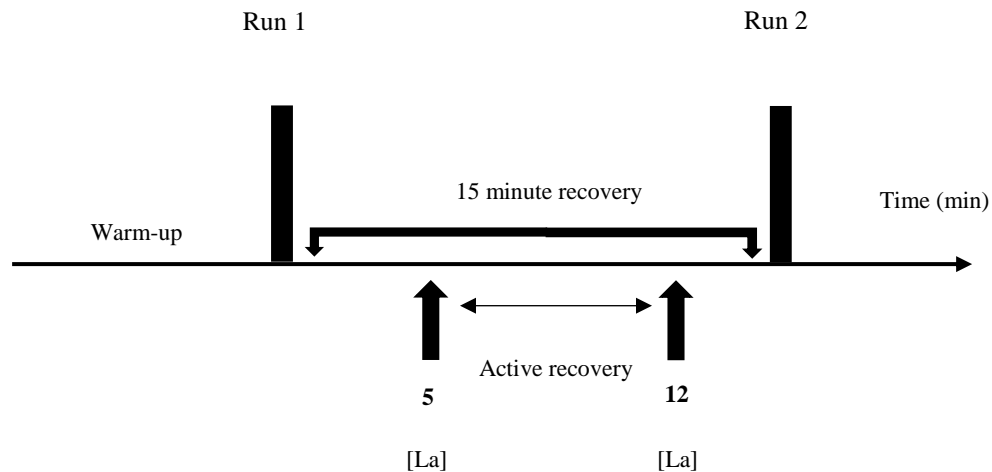 Run 1
Run 2
15 minute recovery
Time (min)
Warm-up
Active recovery
5
12
[La]
[La]